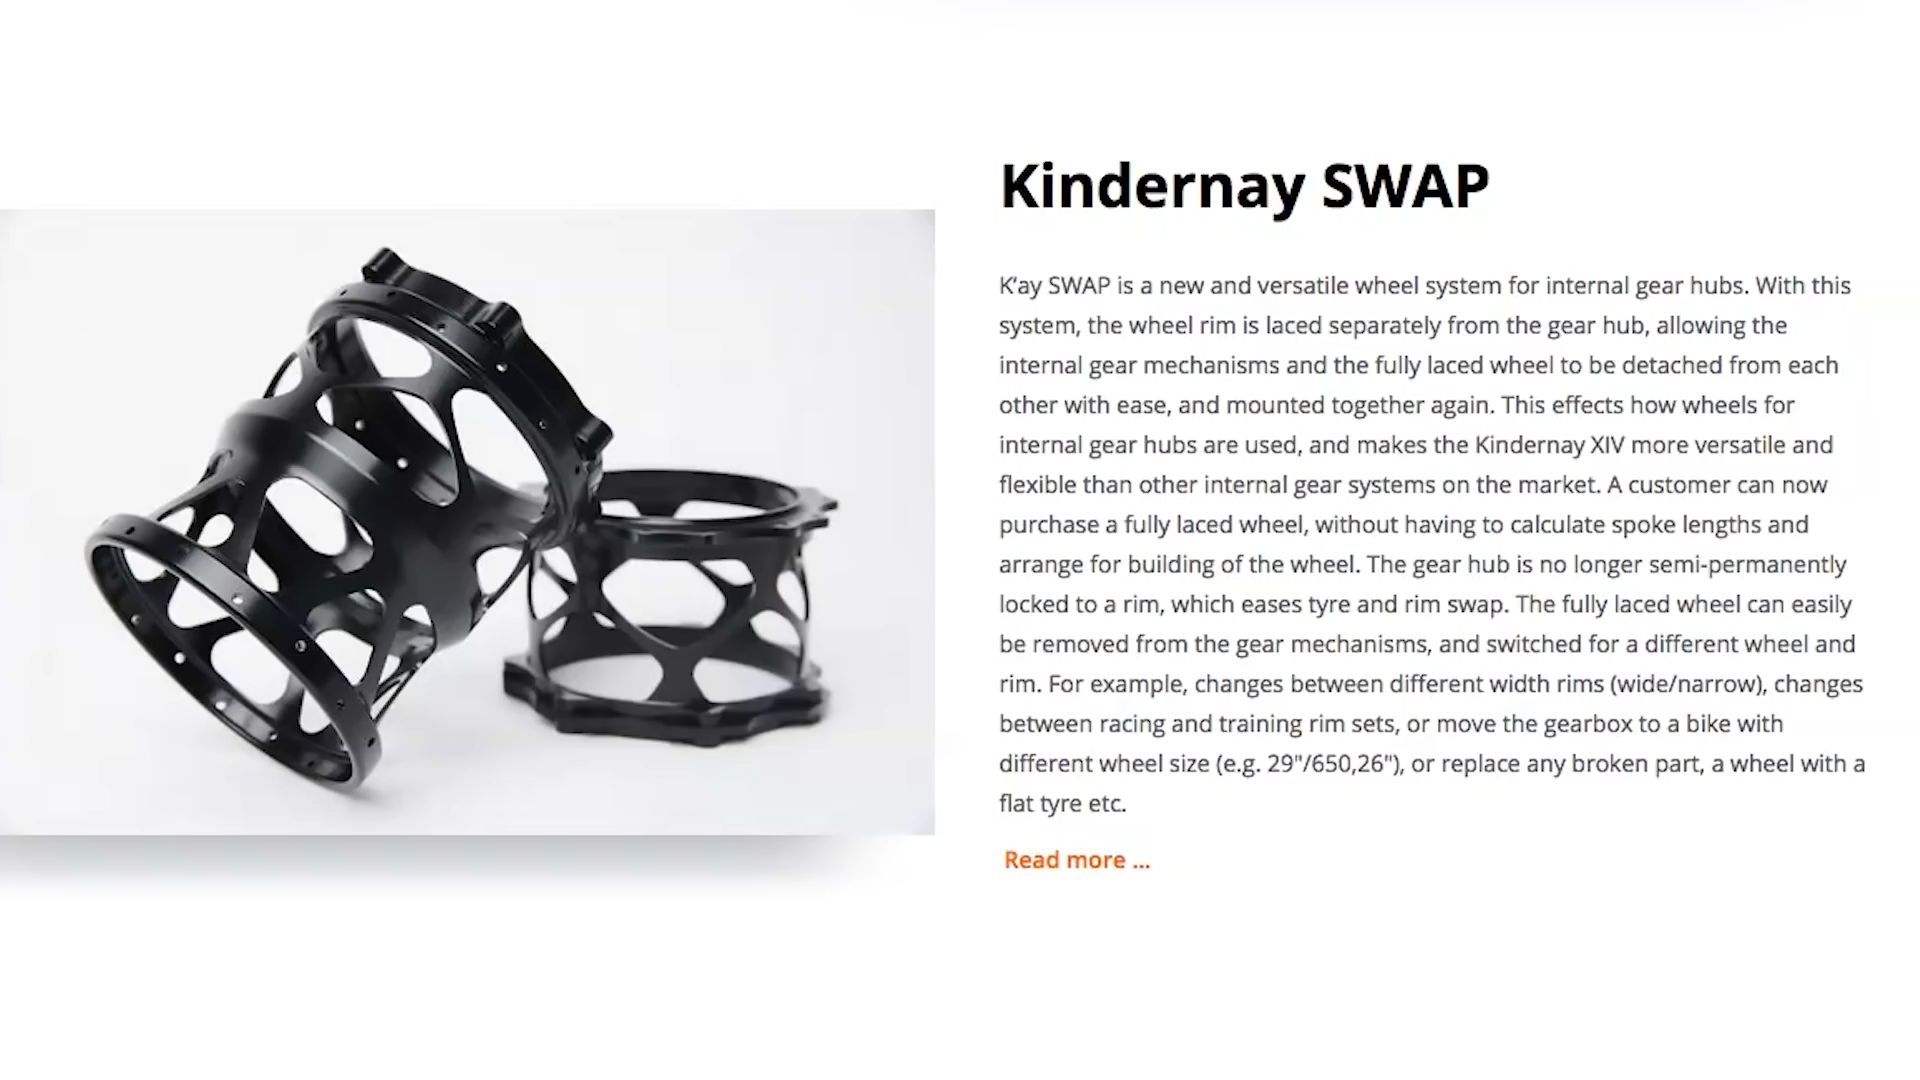 Kindernay SWAP
K'ay SWAP is a new and versatile wheel system for internal gear hubs. With this
system, the wheel rim is laced separately from the gear hub, allowing the
internal gear mechanisms and the fully laced wheel to be detached from each
other with ease, and mounted together again. This effects how wheels for
internal gear hubs are used, and makes the Kindernay XIV more versatile and
flexible than other internal gear systems on the market. A customer can now
purchase a fully laced wheel, without having to calculate spoke lengths and
arrange for building of the wheel. The gear hub is no longer semi-permanently
locked to a rim, which eases tyre and rim swap. The fully laced wheel can easily
be removed from the gear mechanisms, and switched for a different wheel and
rim. For example, changes between different width rims (wide/narrow), changes
between racing and training rim sets, or move the gearbox to a bike with
different wheel size (e.g. 29"/650,26"), or replace any broken part, a wheel with a
flat tyre etc.
Read more ...